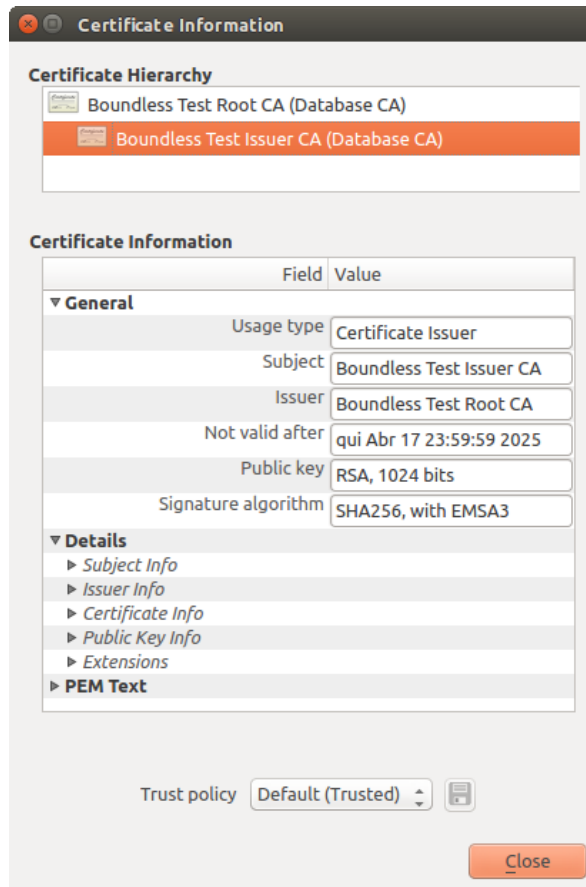 Certificate Information
Certificate Hierarchy
Boundless Test Root CA (Database CA)
Boundless Test Issuer CA (Database CA)
Certificate Information
Field Value
General
Usage type Certificate Issuer
Subject Boundless Test Issuer CA
Issuer Boundless Test Root CA
Not valid after qui Abr 17 23:59:59 2025
Public key RSA, 1024 bits
Signature algorithm SHA256, with EMSA3
Details
Subject Info
Issuer Info
Certificate Info
Public Key Info
Extensions
PEM Text
Trust policy Default (Trusted)
Close